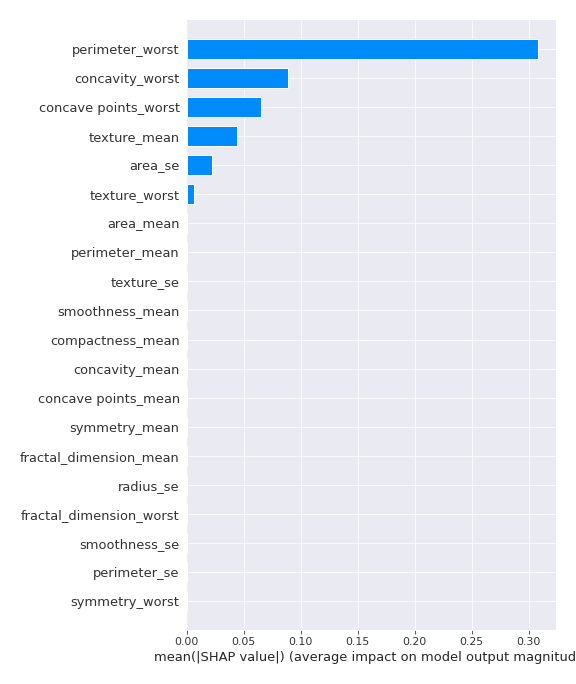 perimeter_worst
concavity_worst
concave points_worst
texture_mean
area_se
texture_worst
area_mean
perimeter_mean
texture_se
smoothness_mean
compactness_mean
concavity_mean
concave points_mean
symmetry_mean
fractal_dimension_mean
radius_se
fractal_dimension_worst
smoothness_se
perimeter_se
symmetry_worst
0.00 0.05 0.10 0.15 0.20 0.25 0.30
mean(|SHAP value|) (average impact on model output magnitud